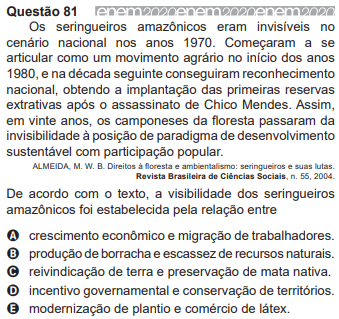 Questão 81 enem2020enem2020enem2020
Os seringueiros amazônicos eram invisíveis no
cenário nacional nos anos 1970. Começaram a se
articular como um movimento agrário no início dos anos
1980, e na década seguinte conseguiram reconhecimento
nacional, obtendo a implantação das primeiras reservas
extrativas após o assassinato de Chico Mendes. Assim,
em vinte anos, os camponeses da floresta passaram da
invisibilidade à posição de paradigma de desenvolvimento
sustentável com participação popular.
ALMEIDA, M. W. B. Direitos à floresta e ambientalismo: seringueiros e suas lutas.
Revista Brasileira de Ciências Sociais, n. 55, 2004.
De acordo com o texto, a visibilidade dos seringueiros
amazônicos foi estabelecida pela relação entre
A crescimento econômico e migração de trabalhadores.
B produção de borracha e escassez de recursos naturais.
C reivindicação de terra e preservação de mata nativa.
D incentivo governamental e conservação de territórios.
E modernização de plantio e comércio de látex.